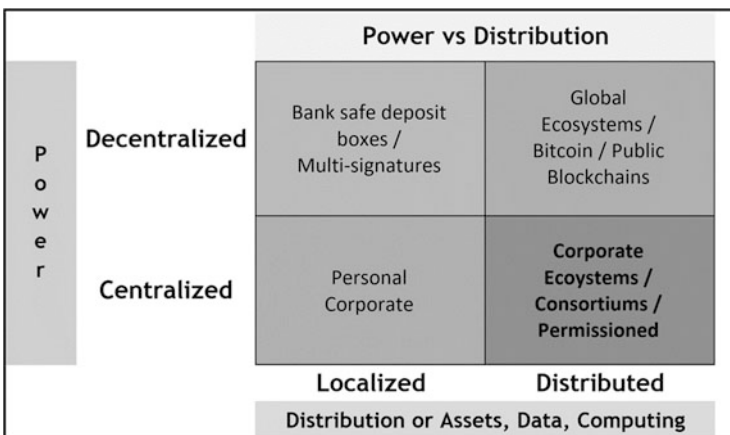 Power vs Distribution
Power
Decentralized
Bank safe deposit
boxes /
Multi-signatures
Global
Ecosystems /
Bitcoin / Public
Blockchains
Centralized
Personal
Corporate
Corporate
Ecoystems /
Consortiums /
Permissioned
Localized
Distributed
Distribution or Assets, Data, Computing